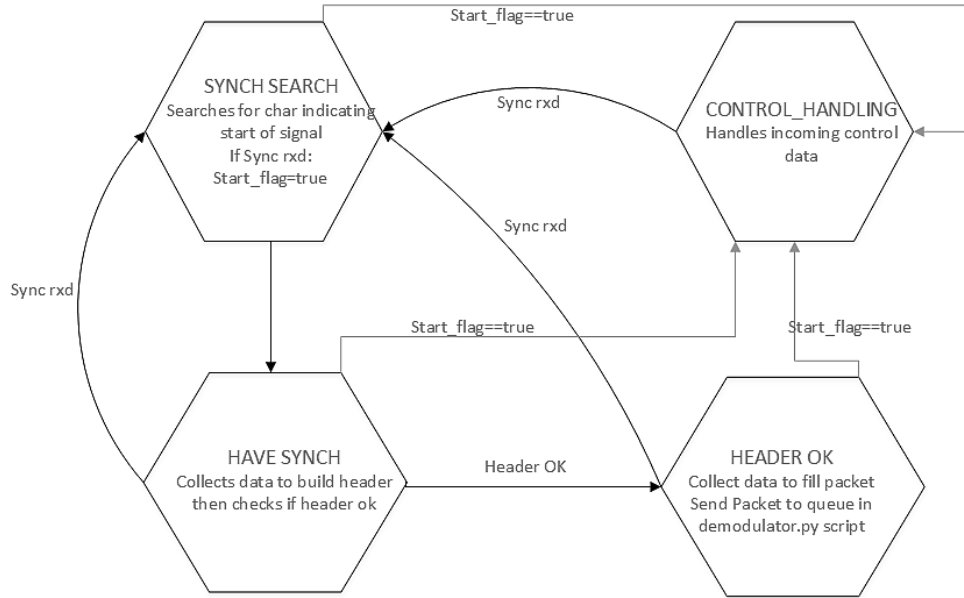 Start_flag==true
SYNCH SEARCH
Searches for char indicating
start of signal
If Sync rxd:
Start_flag=true
Sync rxd
CONTROL_HANDLING
Handles incoming control
data
Sync rxd
Sync rxd
Start_flag==true
Start_flag==true
HAVE SYNCH
Collects data to build header
then checks if header ok
Header OK
HEADER OK
Collect data to fill packet
Send Packet to queue in
demodulator.py script